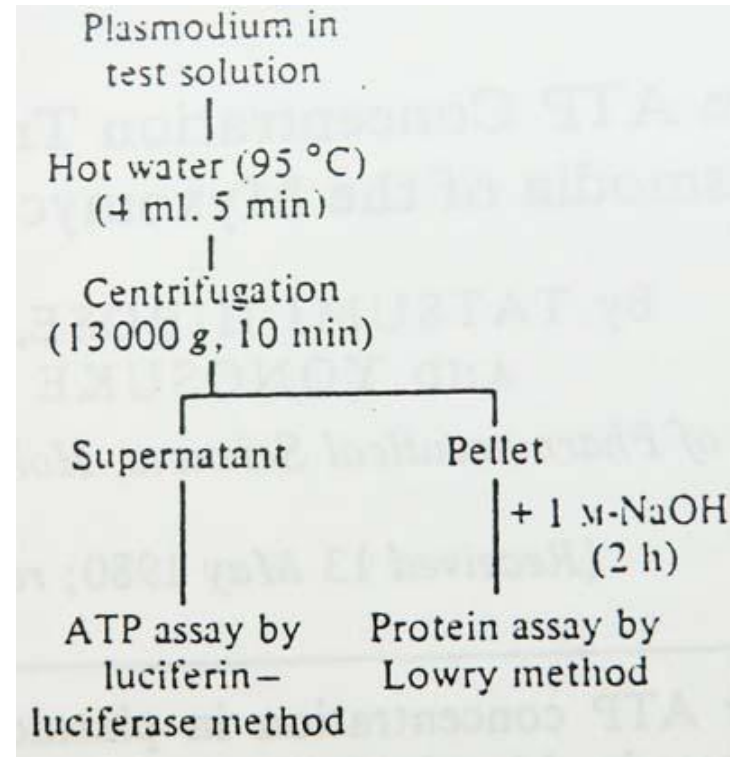 Plasmodium in
test solution
Hot water (95 °C)
(4 ml. 5 min)
Centrifugation
(13000 g, 10 min)
Supernatant
Pellet
+ 1 M-NaOH
(2 h)
ATP assay by
luciferin–
luciferase method
Protein assay by
Lowry method